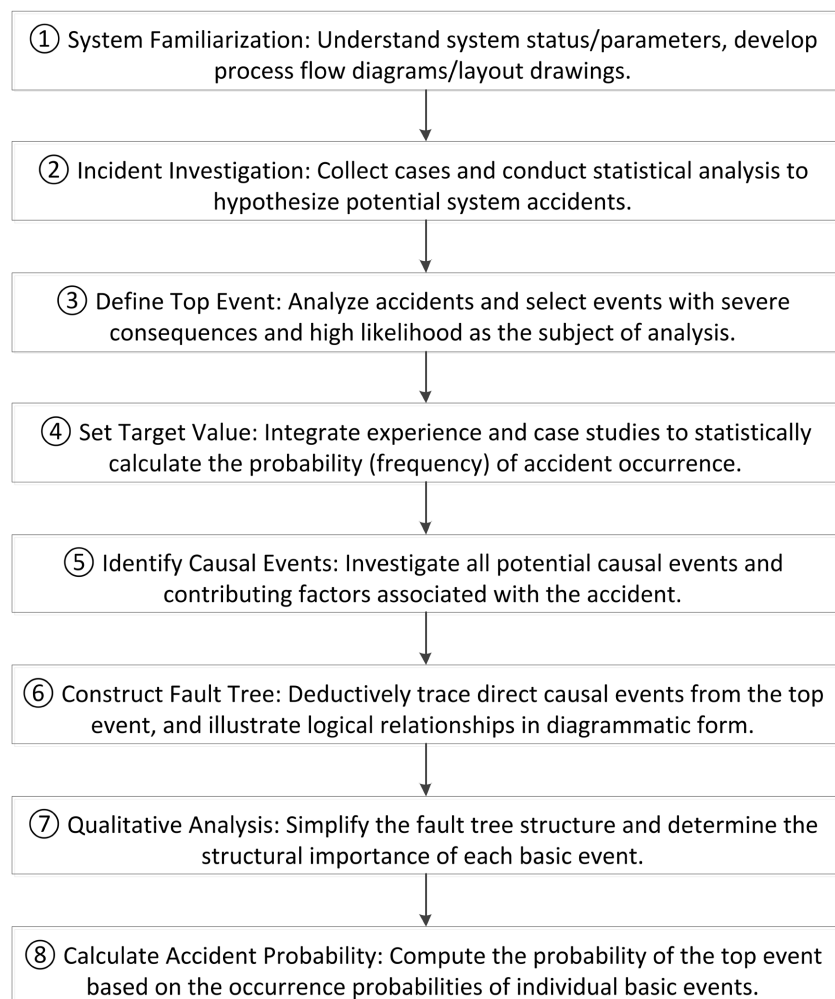 ① System Familiarization: Understand system status/parameters, develop
process flow diagrams/layout drawings.
② Incident Investigation: Collect cases and conduct statistical analysis to
hypothesize potential system accidents.
③ Define Top Event: Analyze accidents and select events with severe
consequences and high likelihood as the subject of analysis.
④ Set Target Value: Integrate experience and case studies to statistically
calculate the probability (frequency) of accident occurrence.
⑤ Identify Causal Events: Investigate all potential causal events and
contributing factors associated with the accident.
⑥ Construct Fault Tree: Deductively trace direct causal events from the top
event, and illustrate logical relationships in diagrammatic form.
⑦ Qualitative Analysis: Simplify the fault tree structure and determine the
structural importance of each basic event.
⑧ Calculate Accident Probability: Compute the probability of the top event
based on the occurrence probabilities of individual basic events.